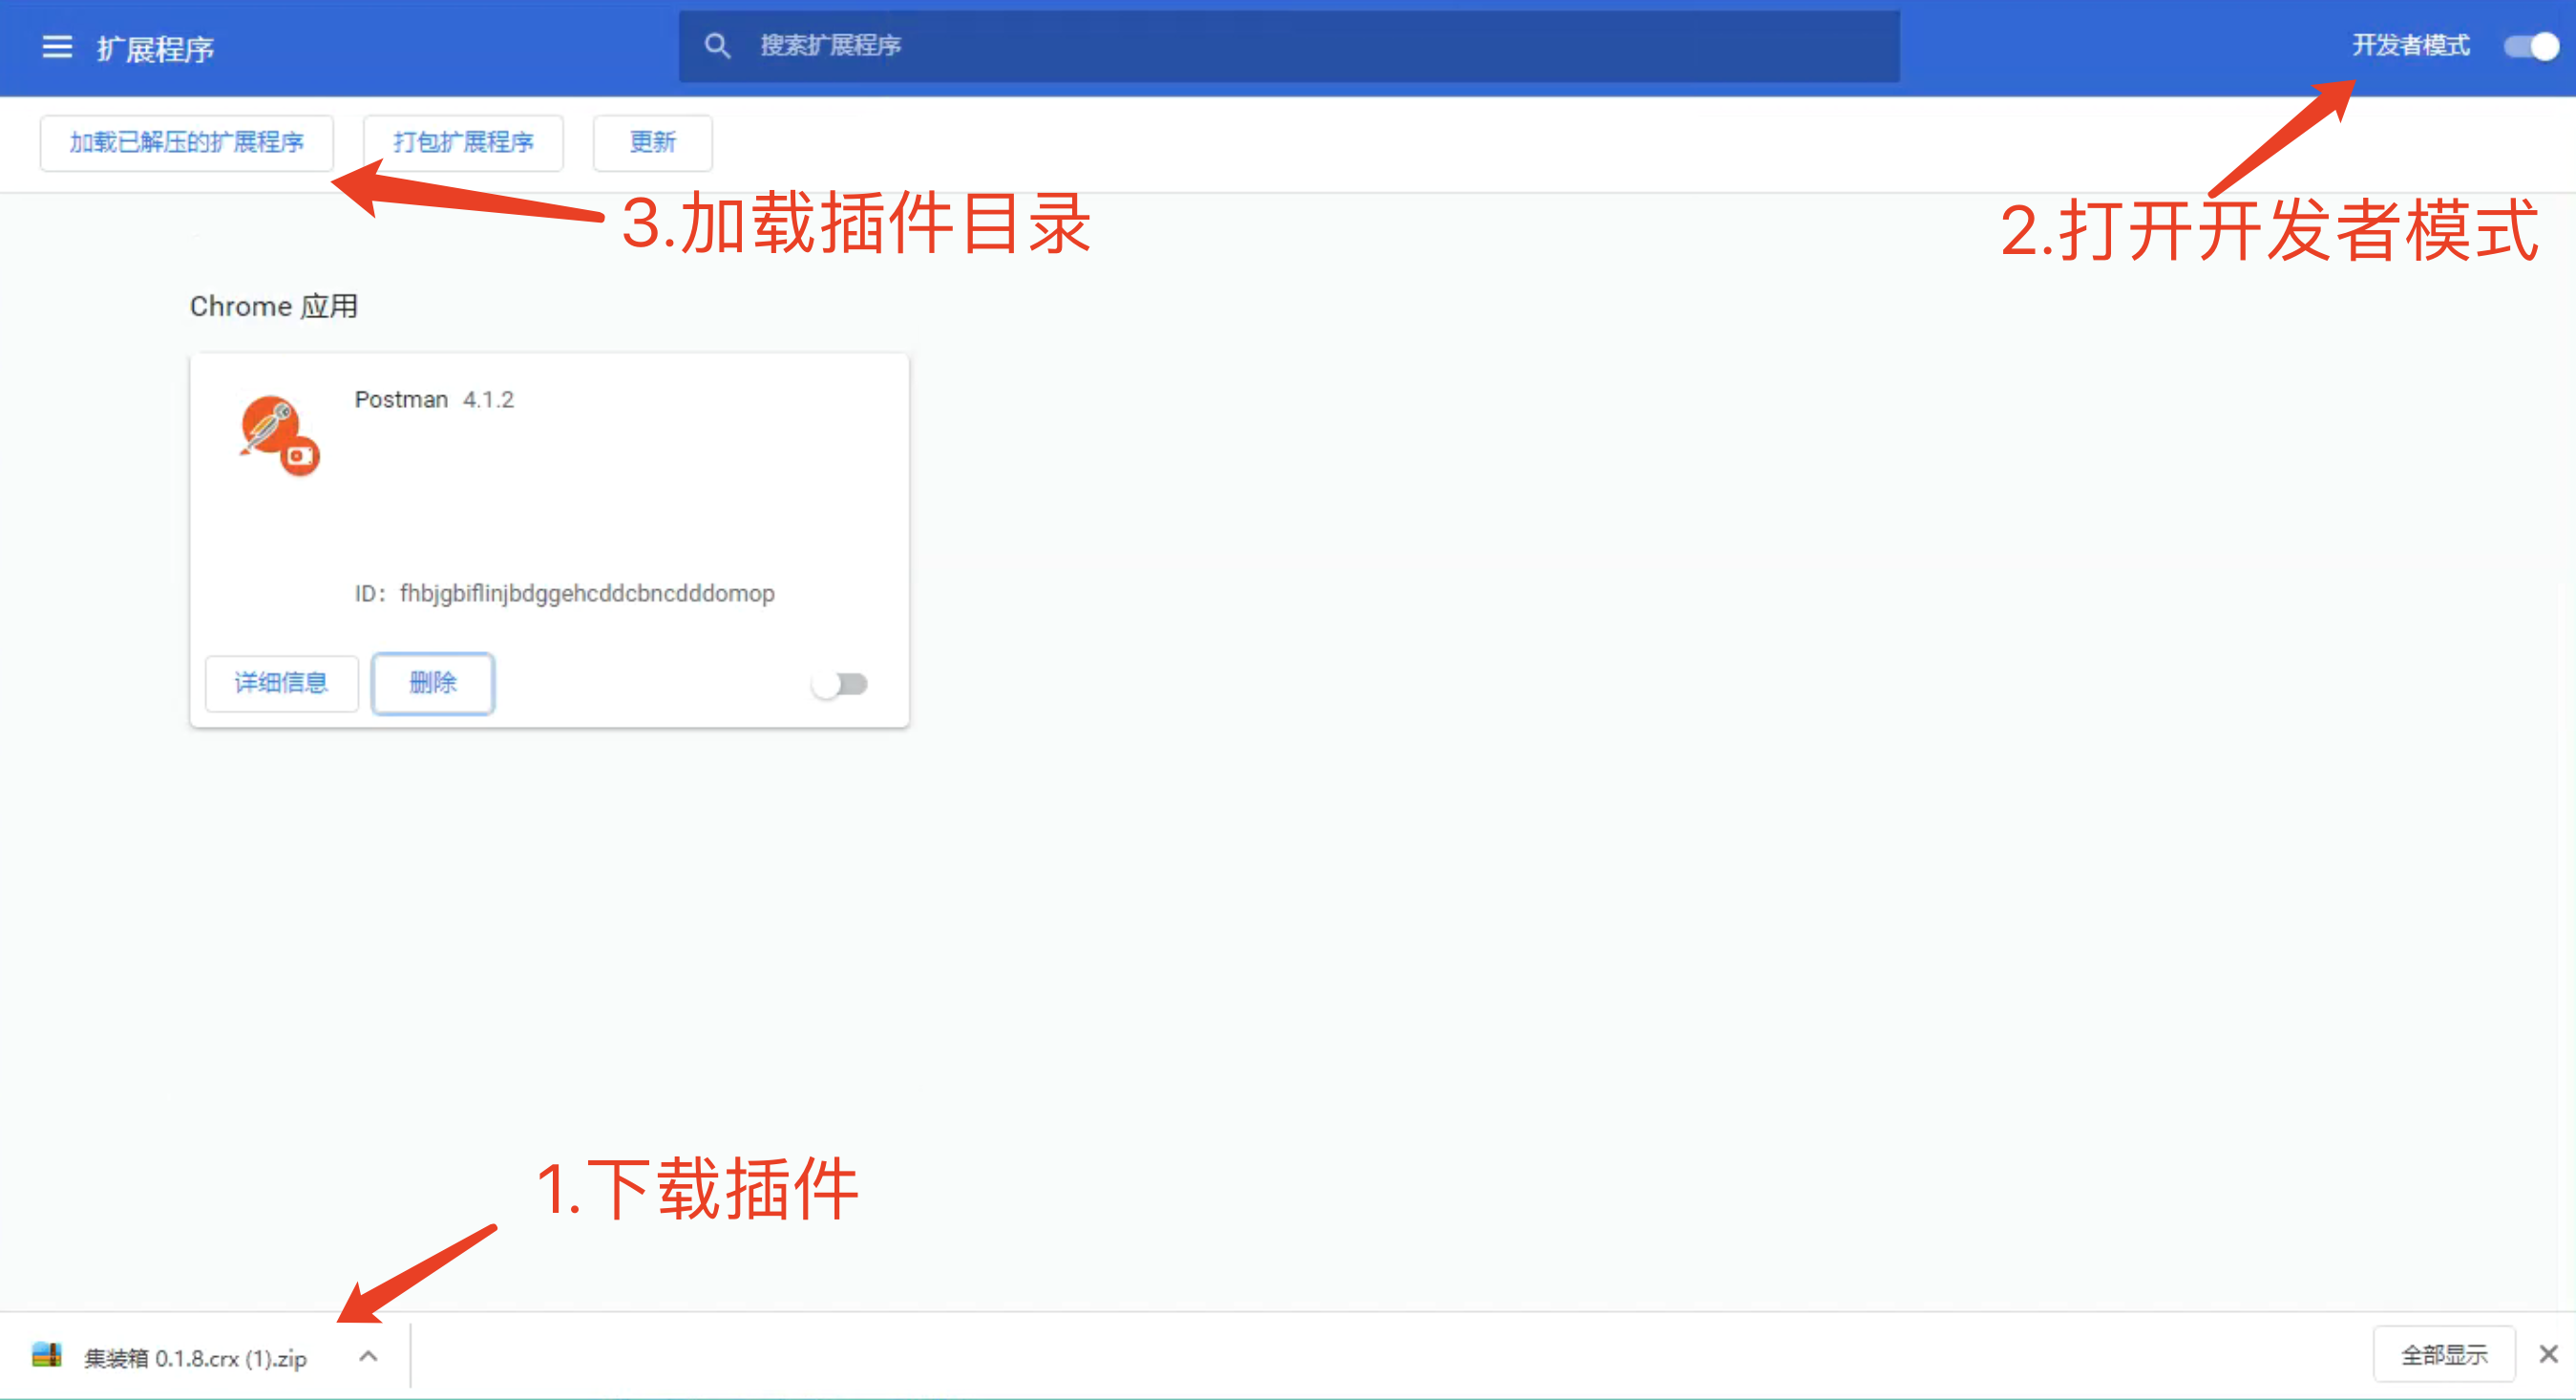 扩展程序
搜索扩展程序
开发者模式
加载已解压的扩展程序
打包扩展程序
更新
3.加载插件目录
2.打开开发者模式
Chrome 应用
Postman 4.1.2
ID：fhbjgbiflinjbdggehcddcbncdddomop
详细信息
删除
1.下载插件
集装箱 0.1.8.crx (1).zip
全部显示